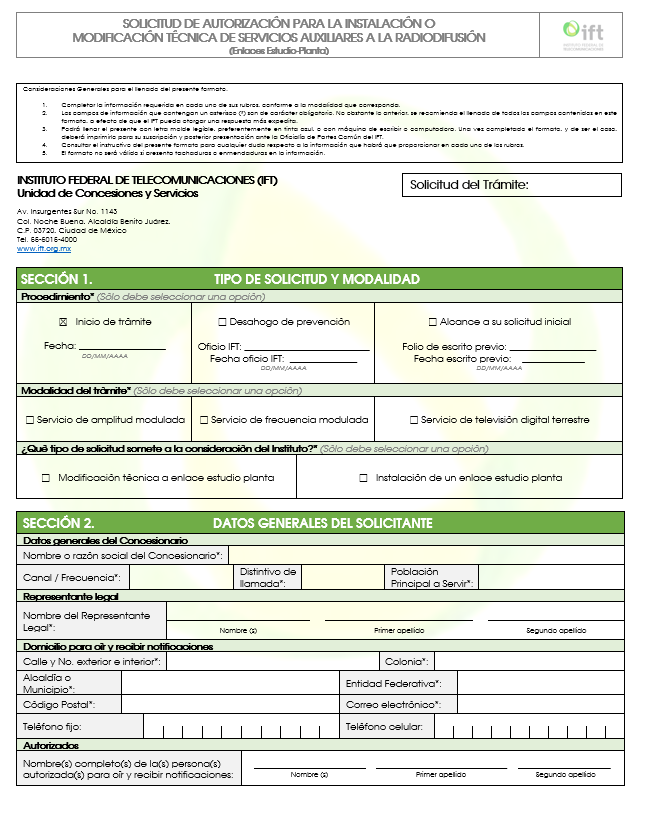 SOLICITUD DE AUTORIZACIÓN PARA LA INSTALACIÓN O
MODIFICACIÓN TÉCNICA DE SERVICIOS AUXILIARES A LA RADIODIFUSIÓN
(Enlaces Estudio-Planta)
ift
INSTITUTO FEDERAL DE
TELECOMUNICACIONES
Consideraciones Generales para el llenado del presente formato.
1. Completar la información requerida en cada uno de sus rubros, conforme a la modalidad que corresponda.
2. Los campos de información que contengan un asterisco (*) son de carácter obligatorio. No obstante lo anterior, se recomienda el llenado de todos los campos contenidos en este
formato, a efecto de que el IFT pueda otorgar una respuesta más expedita.
3. Podrá llenar el presente con letra molde legible, preferentemente en tinta azul, o con máquina de escribir o computadora. Una vez completado el formato, y de ser el caso,
deberá imprimirlo para su suscripción y posterior presentación ante la Oficialía de Partes Común del IFT.
4. Consultar el instructivo del presente formato para cualquier duda respecto a la información que habrá que proporcionar en cada uno de los rubros.
5. El formato no será válido si presenta tachaduras o enmendaduras en la información.
INSTITUTO FEDERAL DE TELECOMUNICACIONES (IFT)
Unidad de Concesiones y Servicios
Solicitud del Trámite:
Av. Insurgentes Sur No. 1143
Col. Noche Buena, Alcaldía Benito Juárez.
C.P. 03720, Ciudad de México
Tel. 55-5015-4000
www.ift.org.mx
SECCIÓN 1. TIPO DE SOLICITUD Y MODALIDAD
Procedimiento* (Sólo debe seleccionar una opción)
☒ Inicio de trámite ☐ Desahogo de prevención ☐ Alcance a su solicitud inicial
Fecha: Oficio IFT: Folio de escrito previo:
DD/MM/AAAA Fecha oficio IFT: Fecha escrito previo:
DD/MM/AAAA DD/MM/AAAA
Modalidad del trámite* (Sólo debe seleccionar una opción)
☐ Servicio de amplitud modulada ☐ Servicio de frecuencia modulada ☐ Servicio de televisión digital terrestre
¿Qué tipo de solicitud somete a la consideración del Instituto?* (Sólo debe seleccionar una opción)
☐ Modificación técnica a enlace estudio planta ☐ Instalación de un enlace estudio planta
SECCIÓN 2. DATOS GENERALES DEL SOLICITANTE
Datos generales del Concesionario
Nombre o razón social del Concesionario*:
Canal / Frecuencia*: Distintivo de llamada*: Población Principal a Servir*:
Representante legal
Nombre del Representante
Legal*:
Nombre (s) Primer apellido Segundo apellido
Domicilio para oír y recibir notificaciones
Calle y No. exterior e interior*: Colonia*:
Alcaldía o
Municipio*: Entidad Federativa*:
Código Postal*: Correo electrónico*:
Teléfono fijo: Teléfono celular:
Autorizados
Nombre(s) completo(s) de la(s) persona(s)
autorizada(s) para oír y recibir notificaciones:
Nombre (s) Primer apellido Segundo apellido